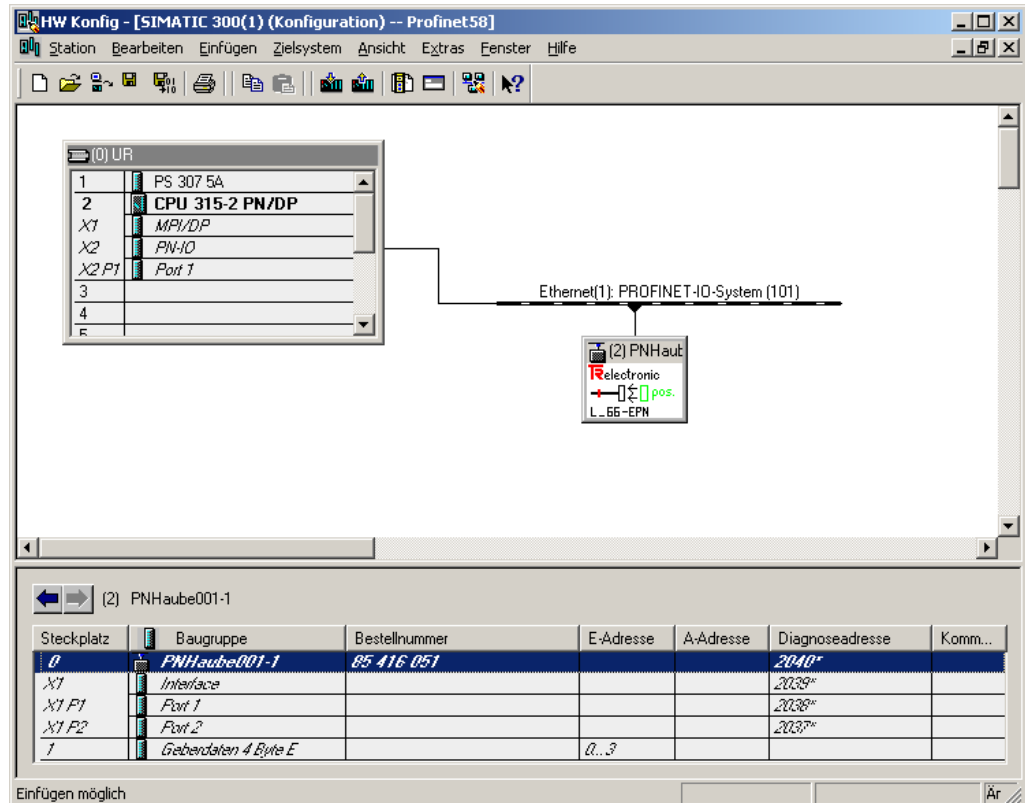 HW Konfig - [SIMATIC 300(1) (Konfiguration) -- Profinet58]
Station Bearbeiten Einfügen Zielsystem Ansicht Extras Fenster Hilfe
(0) UR
1 PS 307 5A
2 CPU 315-2 PN/DP
X1 MPI/DP
X2 PN-IO
X2 P1 Port 1
3
4
5
Ethernet(1): PROFINET-IO-System (101)
(2) PNHaub
TRelectronic
pos.
L_66-EPN
(2) PNHaube001-1
Steckplatz Baugruppe Bestellnummer E-Adresse A-Adresse Diagnoseadresse Komm...
0 PNHaube001-1 85 416 051 2040*
X1 Interface 2039*
X1 P1 Port 1 2038*
X1 P2 Port 2 2037*
1 Geberdaten 4 Byte E 0...3
Einfügen möglich Är